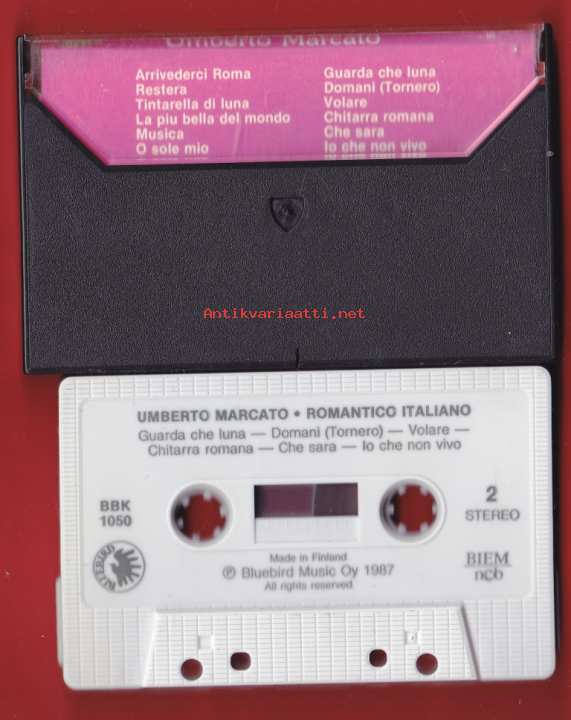 Umberto Marcato
Arrivederci Roma
Restera
Tintarella di luna
La piu bella del mondo
Musica
O sole mio
Guarda che luna
Domani (Tornero)
Volare
Chitarra romana
Che sara
Io che non vivo
Antikvariaatti.net
UMBERTO MARCATO • ROMANTICO ITALIANO
Guarda che luna — Domani (Tornero) — Volare —
Chitarra romana — Che sara — Io che non vivo
BBK
1050
2
STEREO
BLUEBIRD
Made in Finland
℗ Bluebird Music Oy 1987
All rights reserved
BIEM
ncb